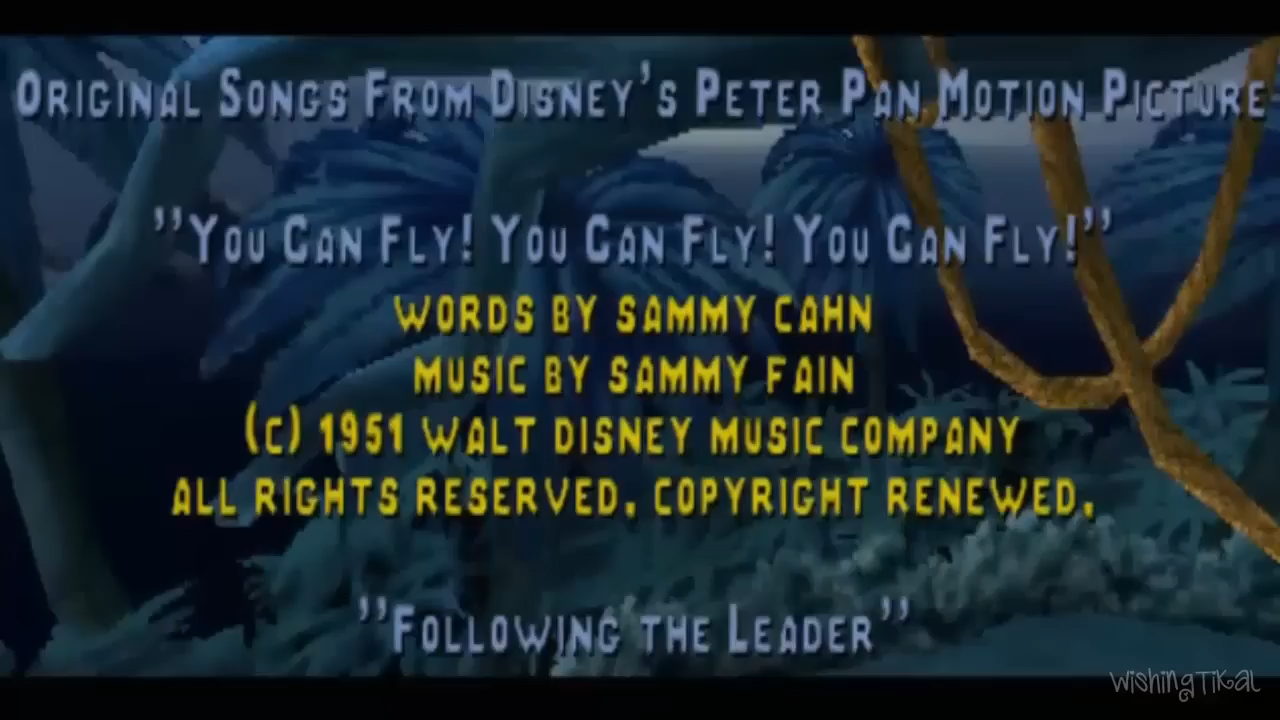 Original Songs From Disney's Peter Pan Motion Picture
"You Can Fly! You Can Fly! You Can Fly!"
WORDS BY SAMMY CAHN
MUSIC BY SAMMY FAIN
(C) 1951 WALT DISNEY MUSIC COMPANY
ALL RIGHTS RESERVED. COPYRIGHT RENEWED.
"Following the Leader"
WishingTikal